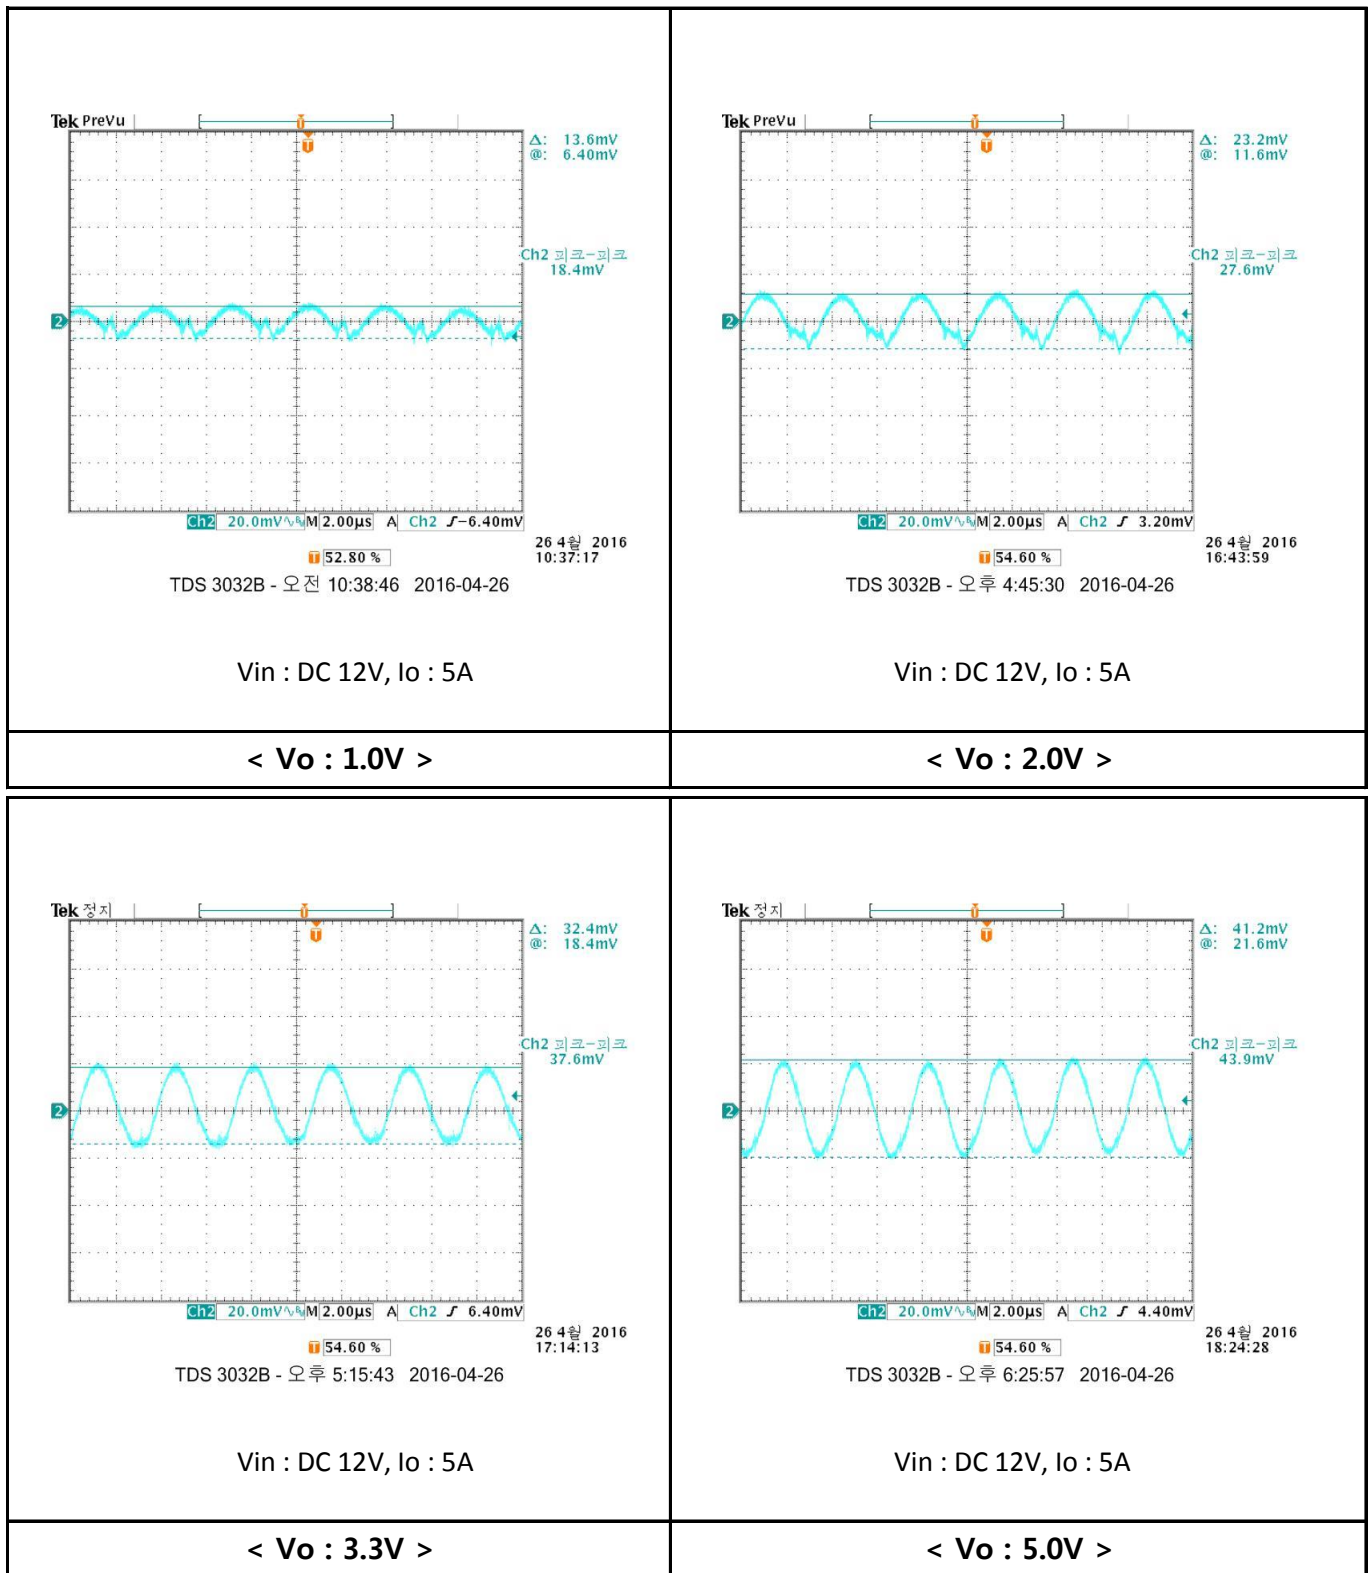 Tek PreVu
Δ: 13.6mV
@: 6.40mV
Ch2 피크-피크
18.4mV
2
Ch2 20.0mV M 2.00µs A Ch2 -6.40mV
26 4월 2016
10:37:17
T 52.80 %
TDS 3032B - 오전 10:38:46 2016-04-26
Vin : DC 12V, Io : 5A
< Vo : 1.0V >
Tek PreVu
Δ: 23.2mV
@: 11.6mV
Ch2 피크-피크
27.6mV
2
Ch2 20.0mV M 2.00µs A Ch2 3.20mV
26 4월 2016
16:43:59
T 54.60 %
TDS 3032B - 오후 4:45:30 2016-04-26
Vin : DC 12V, Io : 5A
< Vo : 2.0V >
Tek 정지
Δ: 32.4mV
@: 18.4mV
Ch2 피크-피크
37.6mV
2
Ch2 20.0mV M 2.00µs A Ch2 6.40mV
26 4월 2016
17:14:13
T 54.60 %
TDS 3032B - 오후 5:15:43 2016-04-26
Vin : DC 12V, Io : 5A
< Vo : 3.3V >
Tek 정지
Δ: 41.2mV
@: 21.6mV
Ch2 피크-피크
43.9mV
2
Ch2 20.0mV M 2.00µs A Ch2 4.40mV
26 4월 2016
18:24:28
T 54.60 %
TDS 3032B - 오후 6:25:57 2016-04-26
Vin : DC 12V, Io : 5A
< Vo : 5.0V >